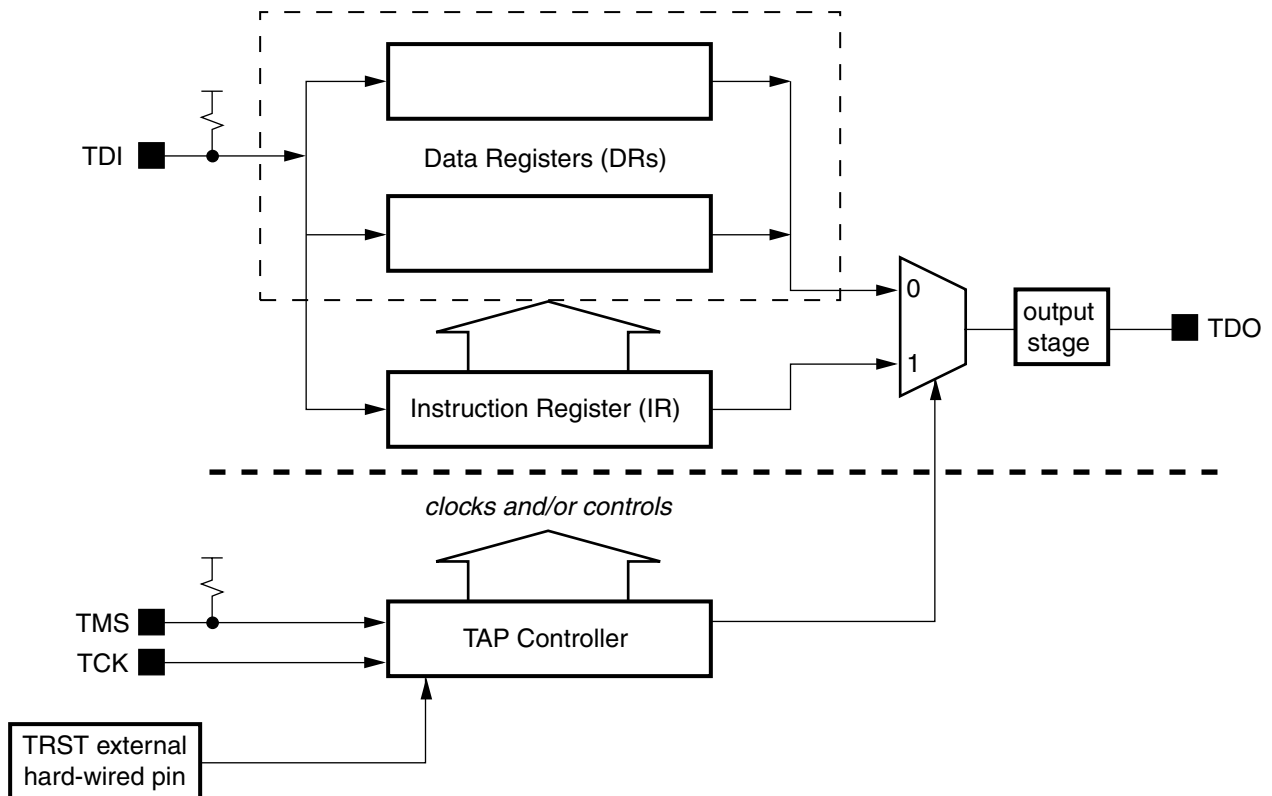 TDI
Data Registers (DRs)
0
output
stage
TDO
1
Instruction Register (IR)
clocks and/or controls
TMS
TAP Controller
TCK
TRST external
hard-wired pin